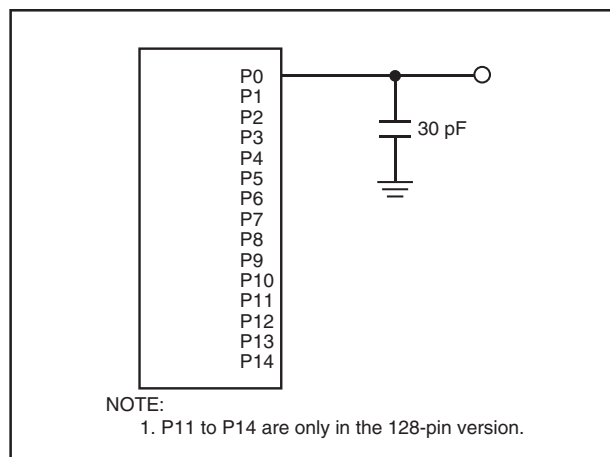 P0
P1
P2
P3
P4
P5
P6
P7
P8
P9
P10
P11
P12
P13
P14
30 pF
NOTE:
1. P11 to P14 are only in the 128-pin version.